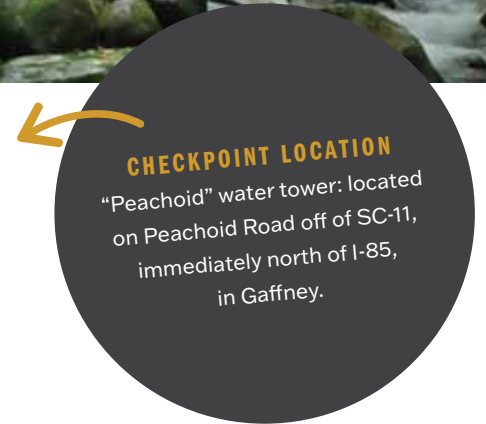 CHECKPOINT LOCATION
“Peachoid” water tower: located
on Peachoid Road off of SC-11,
immediately north of I-85,
in Gaffney.